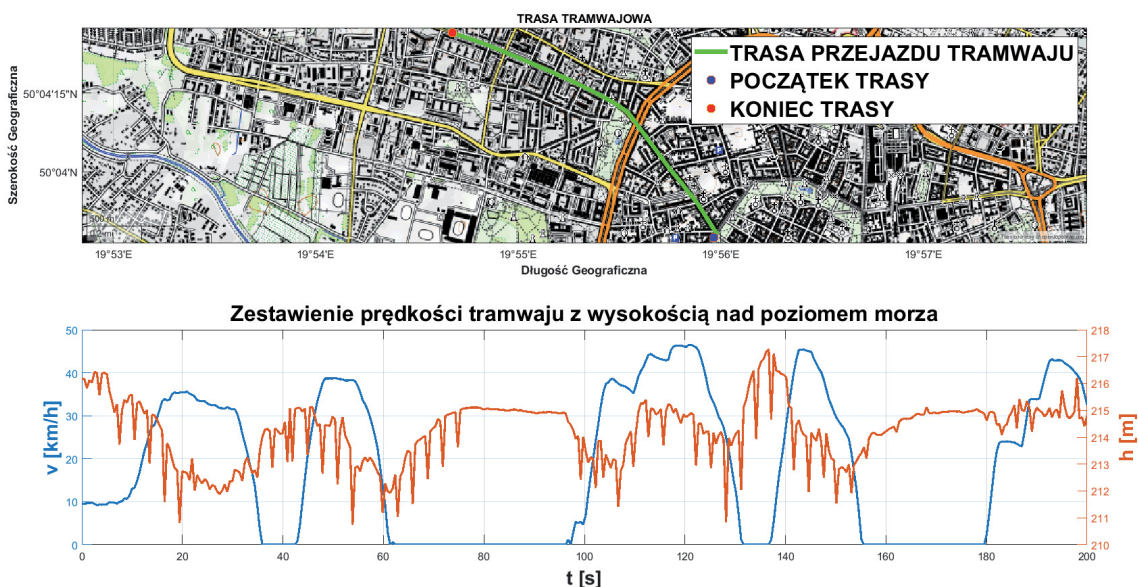 TRASA TRAMWAJOWA
TRASA PRZEJAZDU TRAMWAJU
POCZĄTEK TRASY
KONIEC TRASY
Szerokość Geograficzna
50°04'15"N
50°04'N
19°53'E
19°54'E
19°55'E
19°56'E
19°57'E
Długość Geograficzna
Zestawienie prędkości tramwaju z wysokością nad poziomem morza
v [km/h]
50
40
30
20
10
0
h [m]
218
217
216
215
214
213
212
211
210
0 20 40 60 80 100 120 140 160 180 200
t [s]